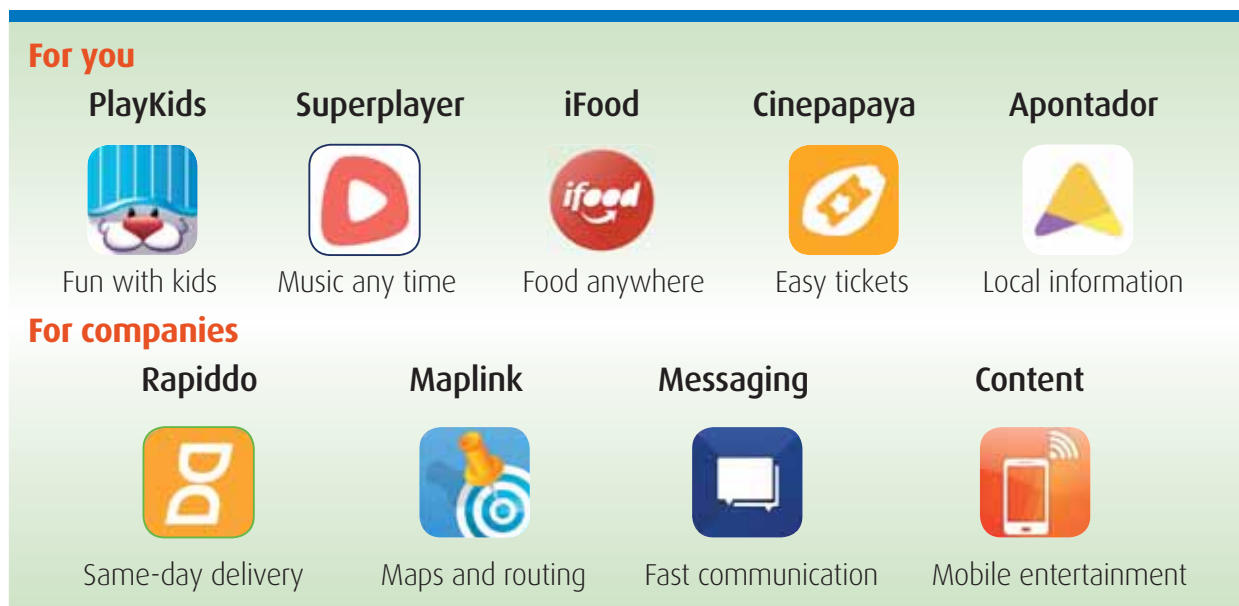 For you
PlayKids Superplayer iFood Cinepapaya Apontador
ifood
Fun with kids Music any time Food anywhere Easy tickets Local information
For companies
Rapiddo Maplink Messaging Content
Same-day delivery Maps and routing Fast communication Mobile entertainment